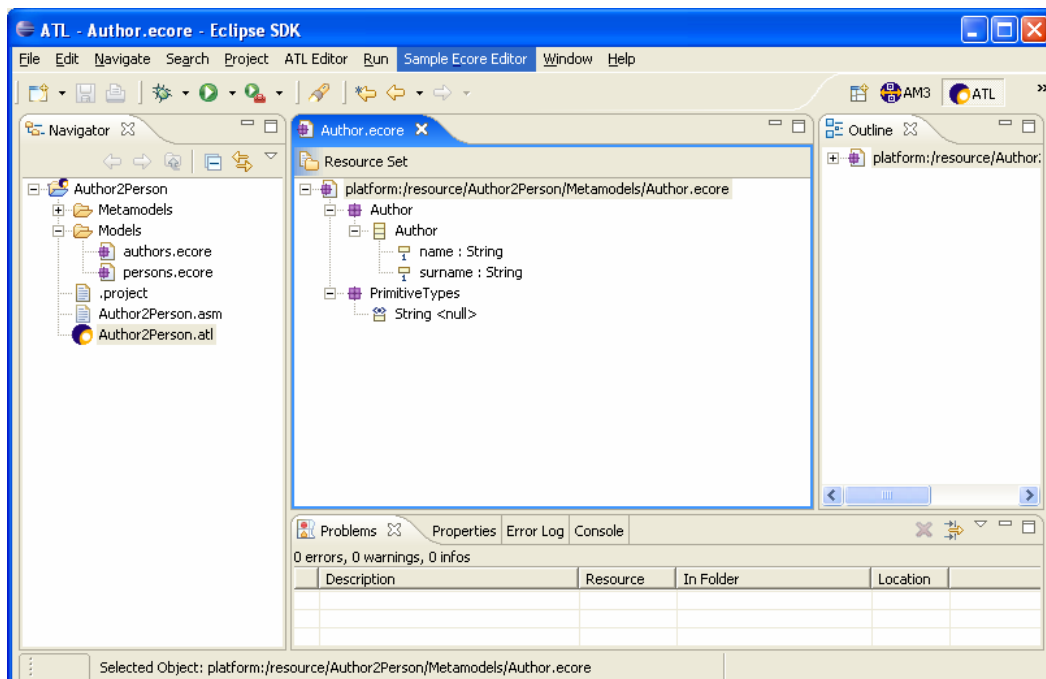 ATL - Author.ecore - Eclipse SDK
File Edit Navigate Search Project ATL Editor Run Sample Ecore Editor Window Help
AM3 ATL »
Navigator
Author2Person
Metamodels
Models
authors.ecore
persons.ecore
.project
Author2Person.asm
Author2Person.atl
Author.ecore
Resource Set
platform:/resource/Author2Person/Metamodels/Author.ecore
Author
Author
name : String
surname : String
PrimitiveTypes
String <null>
Outline
platform:/resource/Author
Problems Properties Error Log Console
0 errors, 0 warnings, 0 infos
Description Resource In Folder Location
Selected Object: platform:/resource/Author2Person/Metamodels/Author.ecore